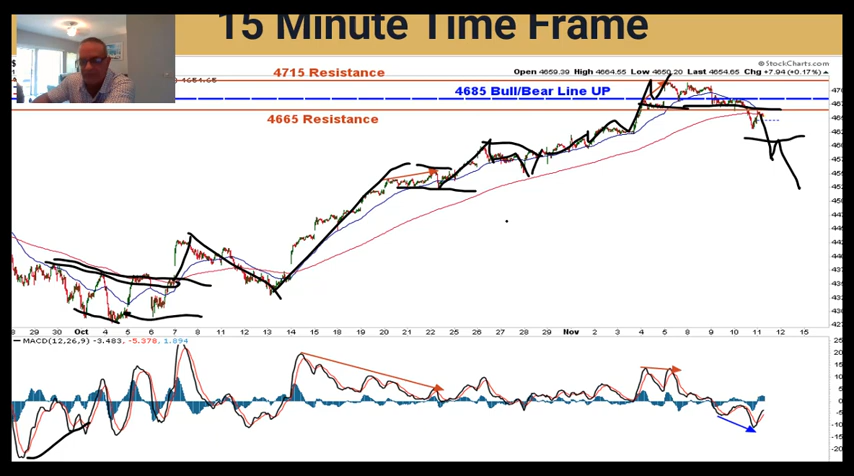 15 Minute Time Frame
© StockCharts.com
Open 4659.39 High 4664.55 Low 4650.20 Last 4654.65 Chg +7.94 (+0.17%)
4715 Resistance
4685 Bull/Bear Line UP
4665 Resistance
29 30 Oct 4 5 6 7 8 11 12 13 14 15 18 19 20 21 22 25 26 27 28 29 Nov 2 3 4 5 8 9 10 11 12 15
MACD(12,26,9) -3.483, -5.378, 1.894
20
15
10
5
0
-5
-10
-15